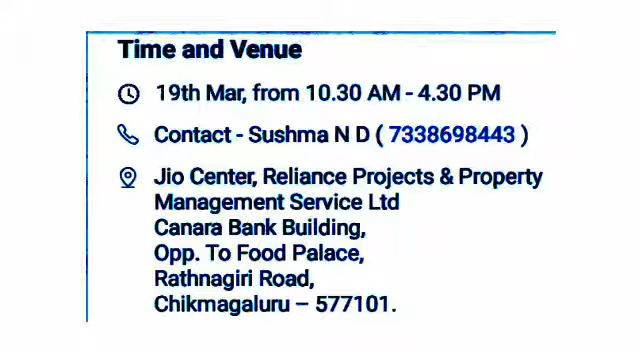 Time and Venue
19th Mar, from 10.30 AM - 4.30 PM
Contact - Sushma N D ( 7338698443 )
Jio Center, Reliance Projects & Property
Management Service Ltd
Canara Bank Building,
Opp. To Food Palace,
Rathnagiri Road,
Chikmagaluru – 577101.